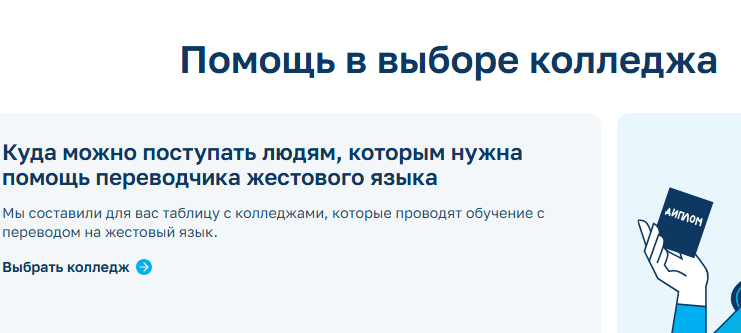 Помощь в выборе колледжа
Куда можно поступать людям, которым нужна
помощь переводчика жестового языка
Мы составили для вас таблицу с колледжами, которые проводят обучение с
переводом на жестовый язык.
Выбрать колледж
ДИПЛОМ